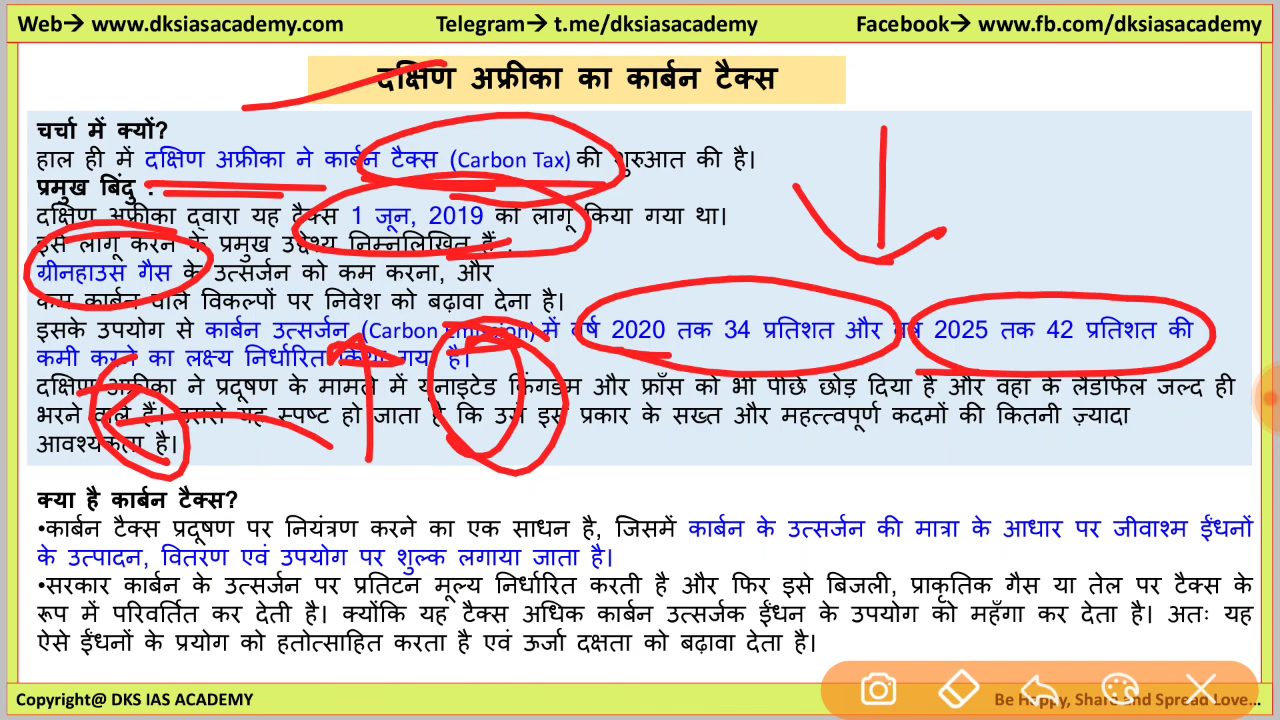 Web→ www.dksiasacademy.com Telegram→ t.me/dksiasacademy Facebook→ www.fb.com/dksiasacademy
दक्षिण अफ्रीका का कार्बन टैक्स
चर्चा में क्यों?
हाल ही में दक्षिण अफ्रीका ने कार्बन टैक्स (Carbon Tax) की शुरुआत की है।
प्रमुख बिंदु :
दक्षिण अफ्रीका द्वारा यह टैक्स 1 जून, 2019 को लागू किया गया था।
इसे लागू करने के प्रमुख उद्देश्य निम्नलिखित हैं :
ग्रीनहाउस गैस के उत्सर्जन को कम करना, और
कम कार्बन वाले विकल्पों पर निवेश को बढ़ावा देना है।
इसके उपयोग से कार्बन उत्सर्जन (Carbon Emission) में वर्ष 2020 तक 34 प्रतिशत और वर्ष 2025 तक 42 प्रतिशत की
कमी करने का लक्ष्य निर्धारित किया गया है।
दक्षिण अफ्रीका ने प्रदूषण के मामले में यूनाइटेड किंगडम और फ्राँस को भी पीछे छोड़ दिया है और वहाँ के लैंडफिल जल्द ही
भरने वाले हैं। इससे यह स्पष्ट हो जाता है कि उसे इस प्रकार के सख्त और महत्त्वपूर्ण कदमों की कितनी ज़्यादा
आवश्यकता है।
क्या है कार्बन टैक्स?
•कार्बन टैक्स प्रदूषण पर नियंत्रण करने का एक साधन है, जिसमें कार्बन के उत्सर्जन की मात्रा के आधार पर जीवाश्म ईंधनों
के उत्पादन, वितरण एवं उपयोग पर शुल्क लगाया जाता है।
•सरकार कार्बन के उत्सर्जन पर प्रतिटन मूल्य निर्धारित करती है और फिर इसे बिजली, प्राकृतिक गैस या तेल पर टैक्स के
रूप में परिवर्तित कर देती है। क्योंकि यह टैक्स अधिक कार्बन उत्सर्जक ईंधन के उपयोग को महँगा कर देता है। अतः यह
ऐसे ईंधनों के प्रयोग को हतोत्साहित करता है एवं ऊर्जा दक्षता को बढ़ावा देता है।
Copyright@ DKS IAS ACADEMY Be Happy, Share and Spread Love...